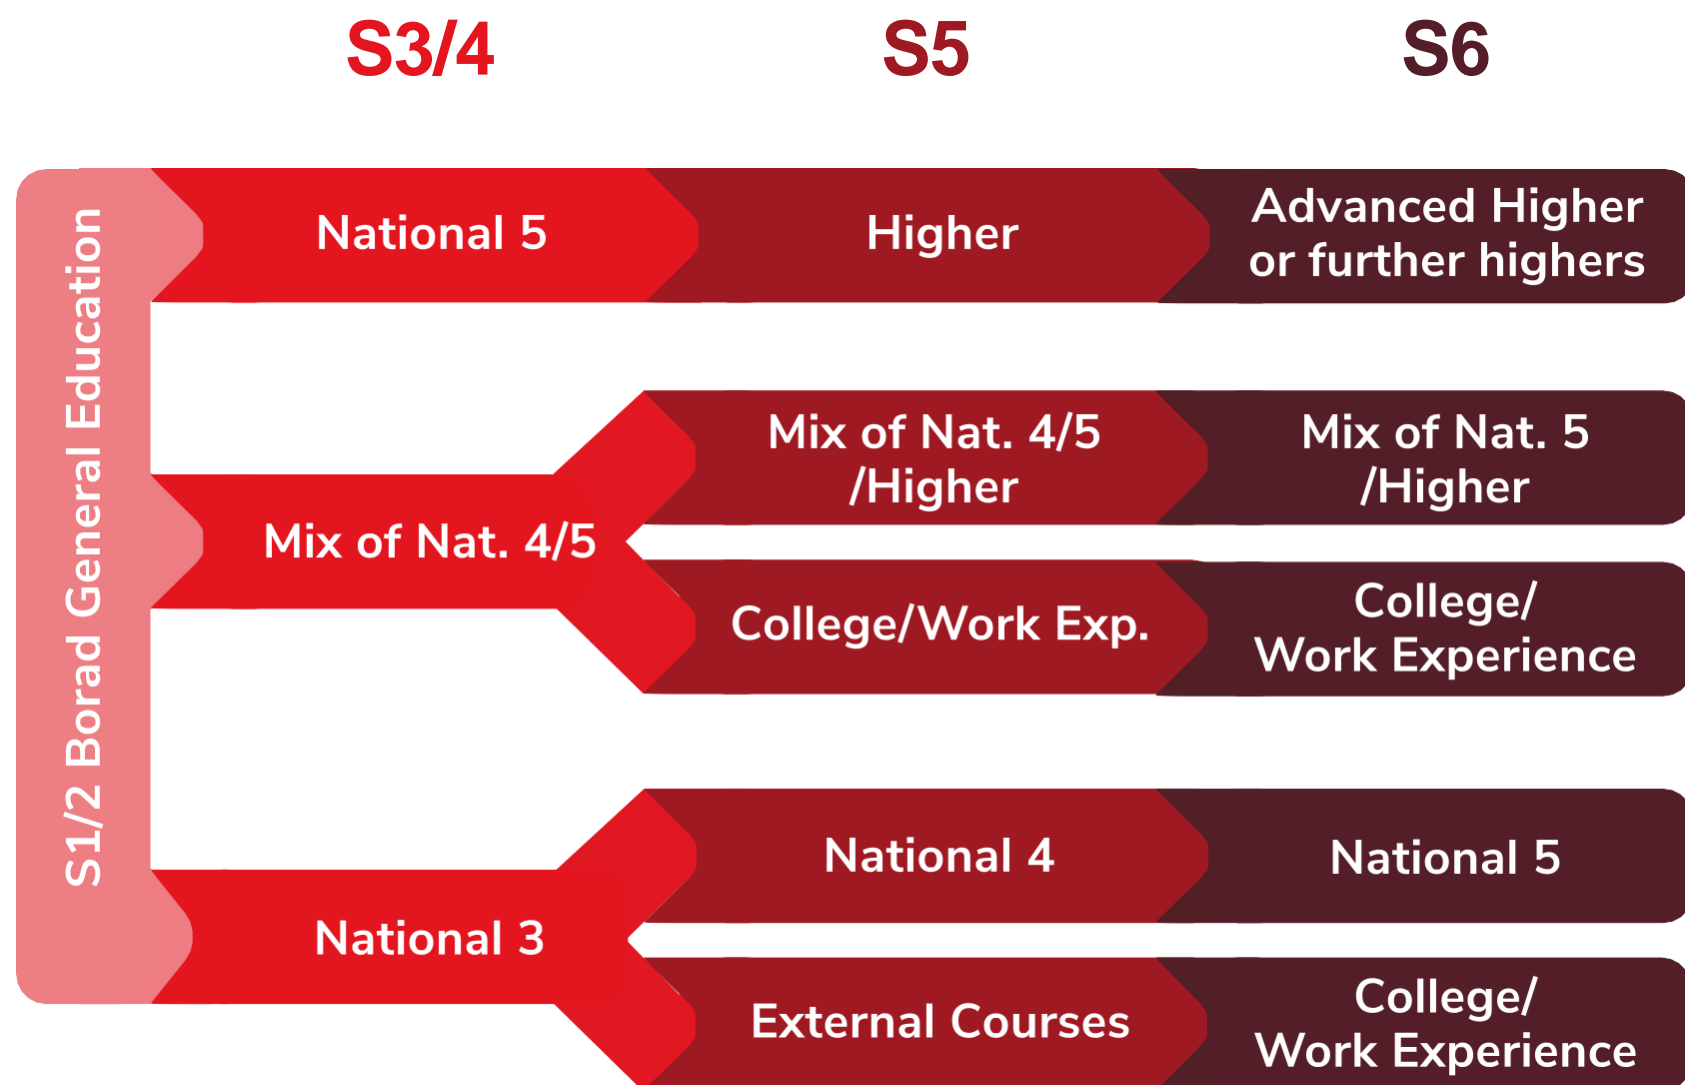 S3/4
S5
S6
S1/2 Borad General Education
National 5
Higher
Advanced Higher
or further highers
Mix of Nat. 4/5
Mix of Nat. 4/5
/Higher
Mix of Nat. 5
/Higher
College/Work Exp.
College/
Work Experience
National 3
National 4
National 5
External Courses
College/
Work Experience